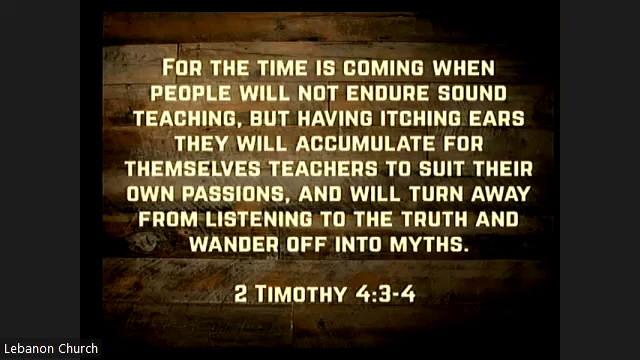 For the time is coming when
people will not endure sound
teaching, but having itching ears
they will accumulate for
themselves teachers to suit their
own passions, and will turn away
from listening to the truth and
wander off into myths.
2 Timothy 4:3-4
Lebanon Church